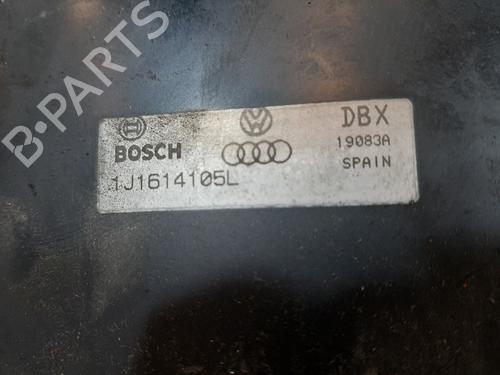 B-PARTS
BOSCH
DBX
19083A
1J1614105L
SPAIN